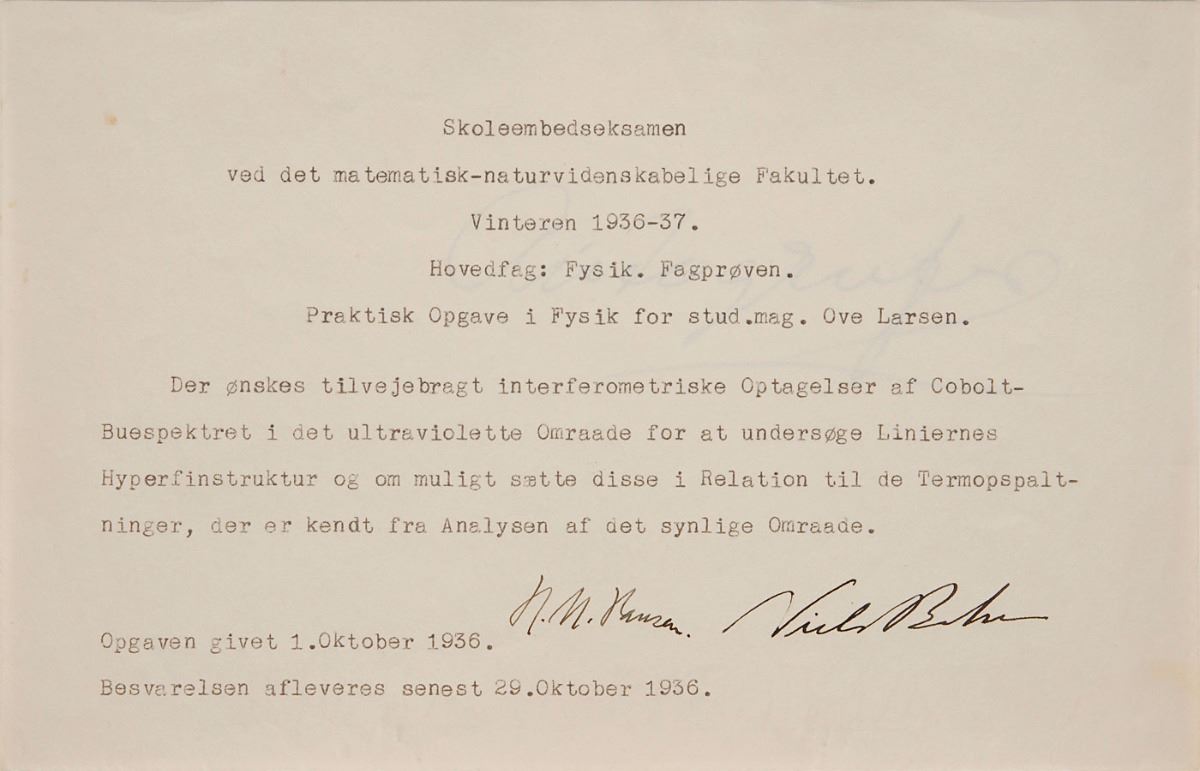 Skoleembedseksamen
ved det matematisk-naturvidenskabelige Fakultet.
Vinteren 1936-37.
Hovedfag: Fysik. Fagprøven.
Praktisk Opgave i Fysik for stud.mag. Ove Larsen.
Der ønskes tilvejebragt interferometriske Optagelser af Cobolt-
Buespektret i det ultraviolette Omraade for at undersøge Liniernes
Hyperfinstruktur og om muligt sætte disse i Relation til de Termopspalt-
ninger, der er kendt fra Analysen af det synlige Omraade.
H. M. Hansen. Niels Bohr
Opgaven givet 1.Oktober 1936.
Besvarelsen afleveres senest 29.Oktober 1936.